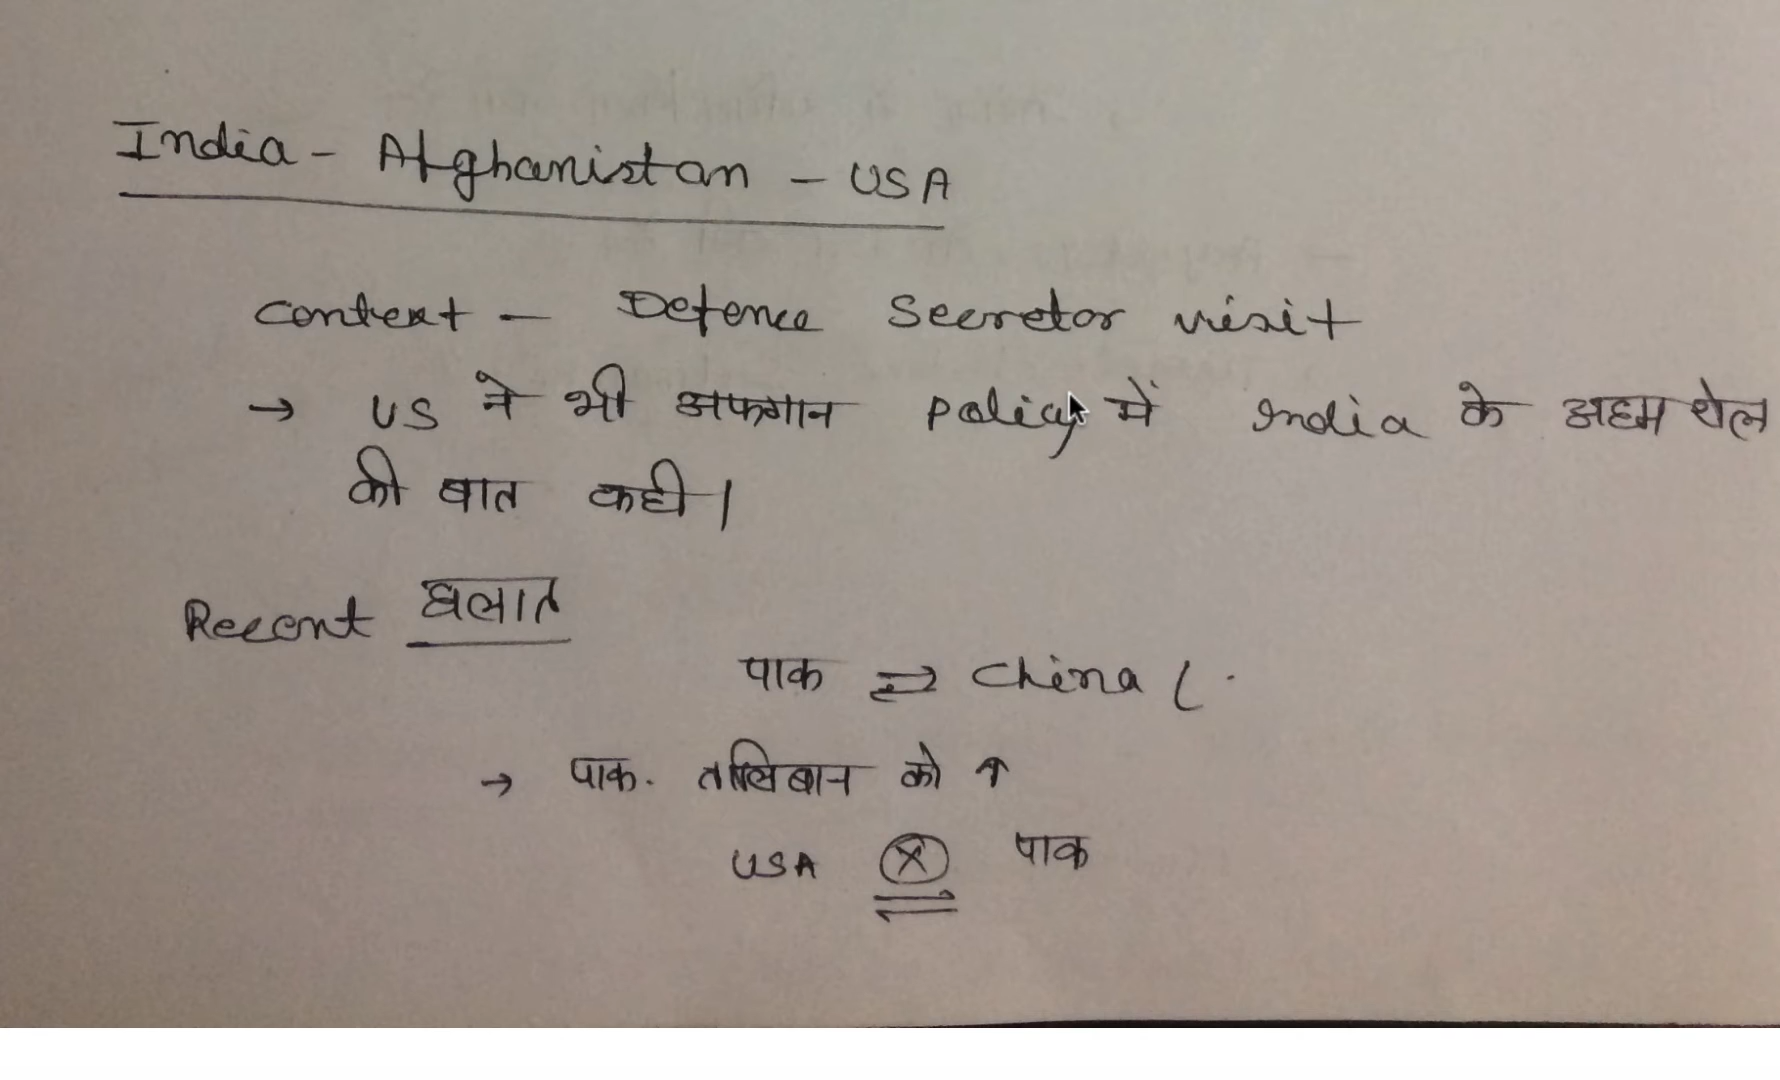 India - Afghanistan - USA
Context - Defence Secretor visit
→ US ने भी अफगान Policy में India के अहम रोल
की बात कही।
Recent हालात
पाक ⇄ China (.
→ पाक. तालिबान को ↑
USA ⊗ पाक